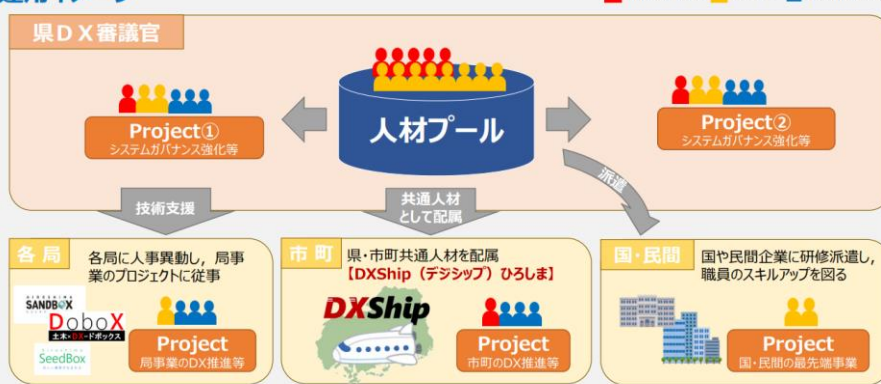 県DX審議官
人材プール
Project①
システムガバナンス強化等
Project②
システムガバナンス強化等
技術支援
共通人材
として配属
派遣
各局
各局に人事異動し，局事
業のプロジェクトに従事
SANDBOX
DoboX
土木×DX=ドボックス
SeedBox
Project
局事業のDX推進等
市町
県・市町共通人材を配属
【DXShip（デジシップ）ひろしま】
DXShip
Project
市町のDX推進等
国・民間
国や民間企業に研修派遣し，
職員のスキルアップを図る
Project
国・民間の最先端事業